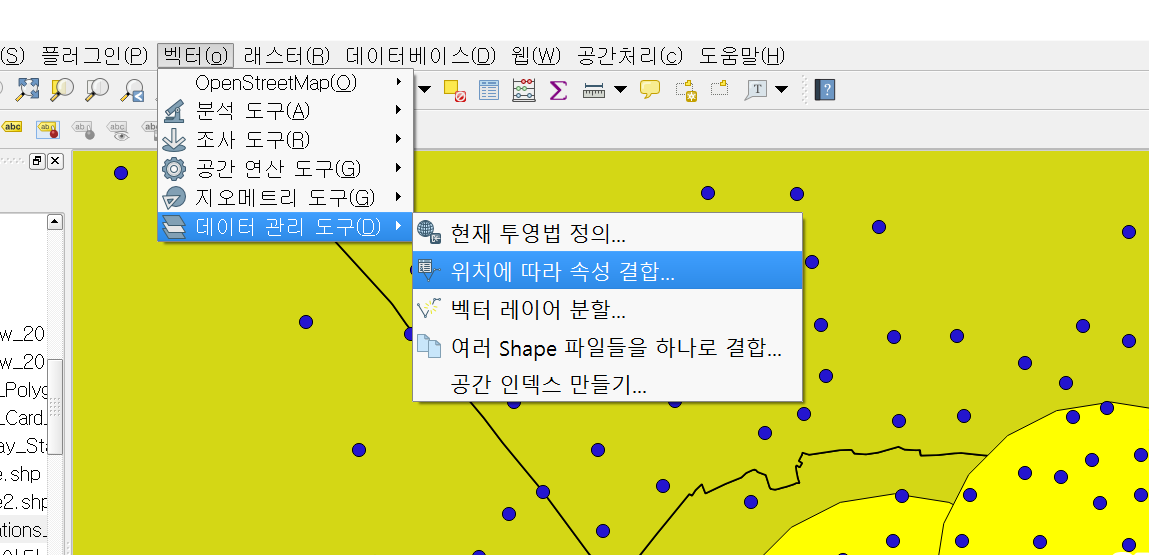 (S) 플러그인(P) 벡터(O) 래스터(R) 데이터베이스(D) 웹(W) 공간처리(C) 도움말(H)
OpenStreetMap(O)
분석 도구(A)
abc abc abc abc
조사 도구(R)
공간 연산 도구(G)
지오메트리 도구(G)
데이터 관리 도구(D)
현재 투영법 정의...
위치에 따라 속성 결합...
벡터 레이어 분할...
여러 Shape 파일들을 하나로 결합...
공간 인덱스 만들기...
w_20
w_20
_Polyg
_Card_
ay_Sta
e.shp
e2.shp
ations_